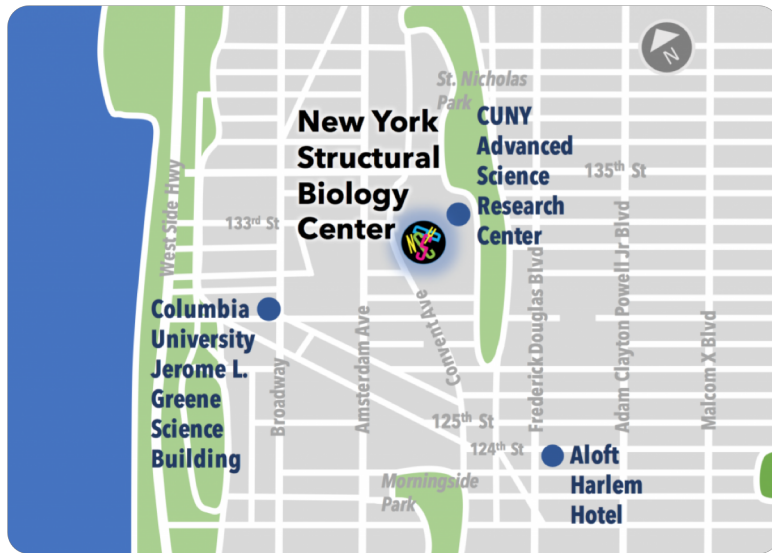 N
St. Nicholas
Park
New York
Structural
Biology
Center
CUNY
Advanced
Science
Research
Center
135th St
133rd St
West Side Hwy
Columbia
University
Jerome L.
Greene
Science
Building
Broadway
Amsterdam Ave
Convent Ave
Frederick Douglas Blvd
Adam Clayton Powell Jr Blvd
Malcom X Blvd
125th St
124th St
Morningside
Park
Aloft
Harlem
Hotel